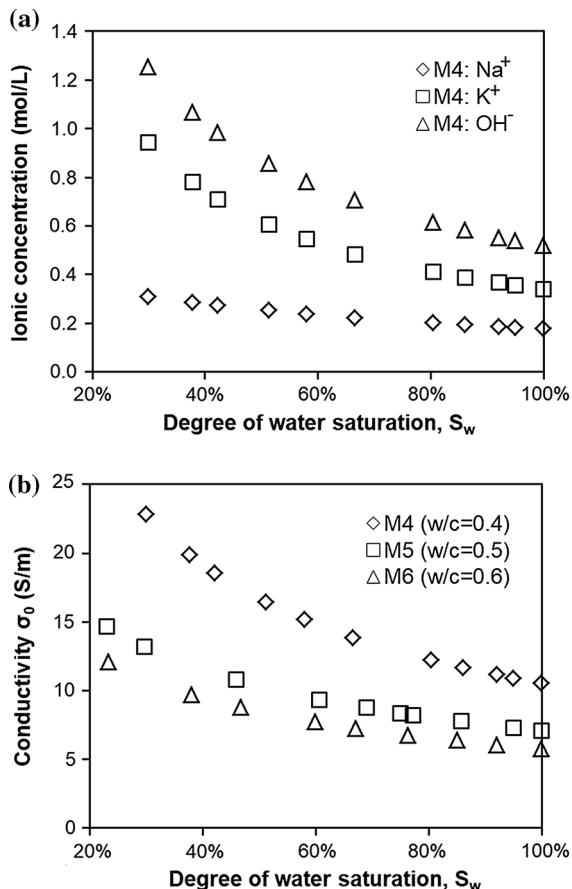 (a)
1.4
1.2
1.0
0.8
0.6
0.4
0.2
0.0
Ionic concentration (mol/L)
M4: Na+
M4: K+
M4: OH-
20% 40% 60% 80% 100%
Degree of water saturation, Sw
(b)
25
20
15
10
5
0
Conductivity σ0 (S/m)
M4 (w/c=0.4)
M5 (w/c=0.5)
M6 (w/c=0.6)
20% 40% 60% 80% 100%
Degree of water saturation, Sw